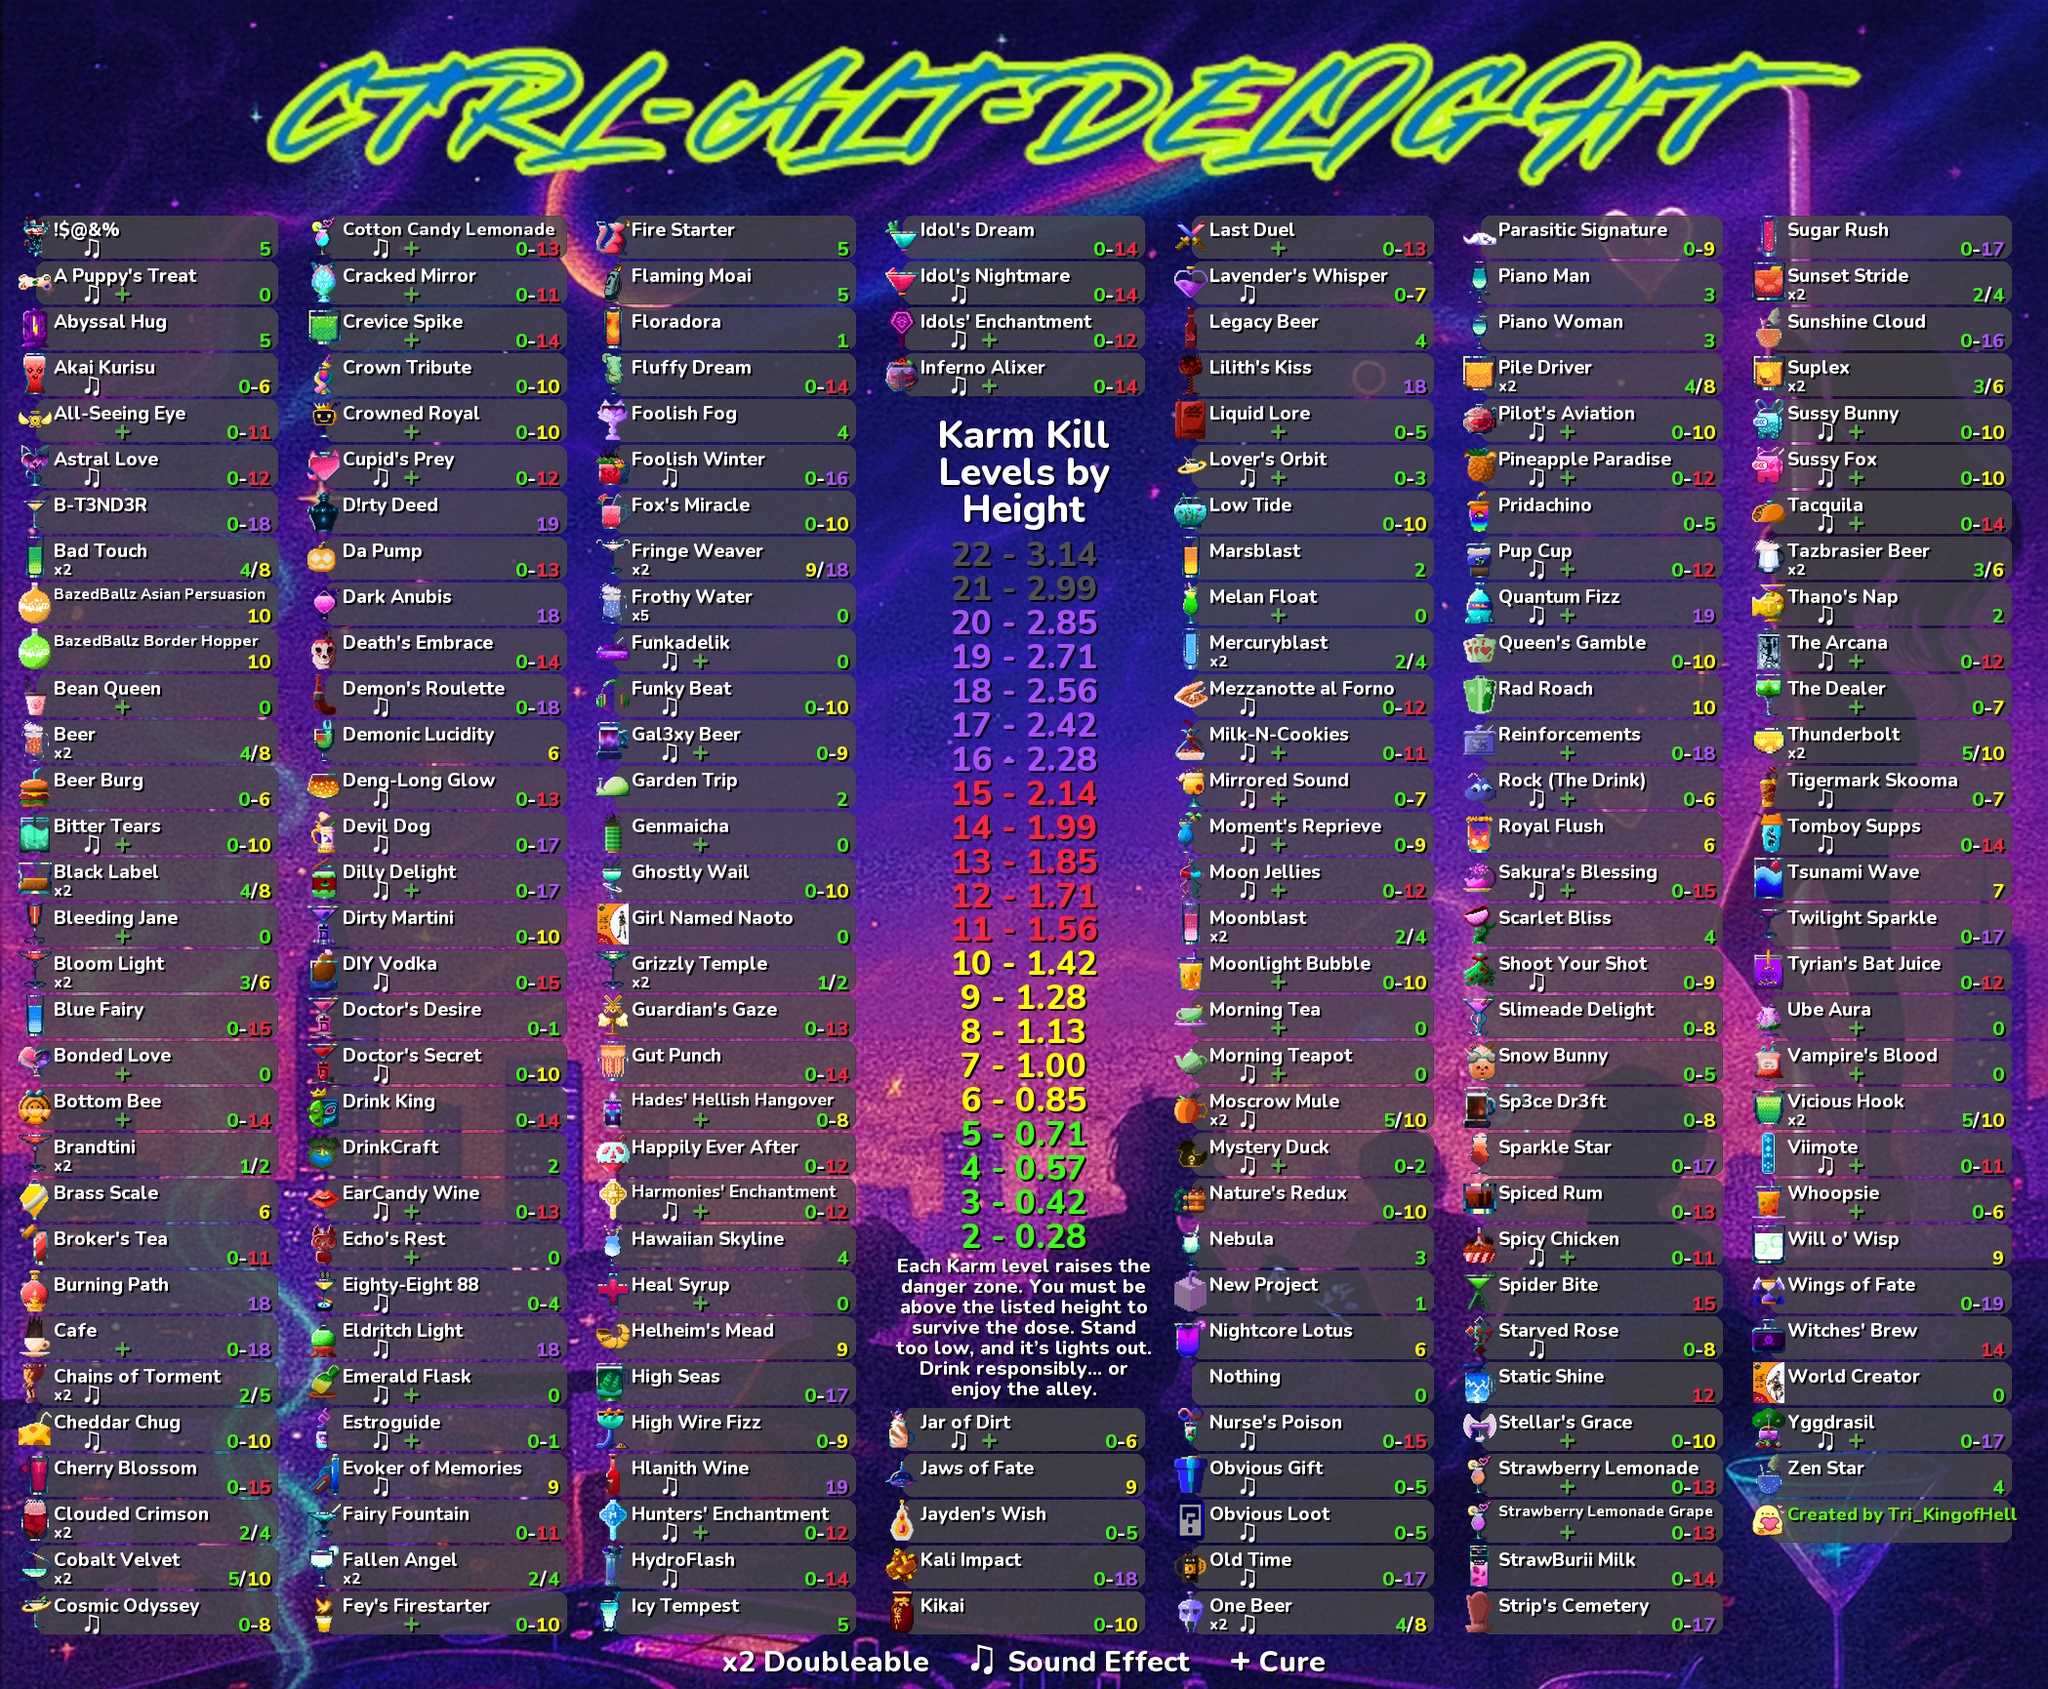 CTRL-ALT-DELIGHT
!$@&%
♫ 5
A Puppy's Treat
♫ + 0
Abyssal Hug
5
Akai Kurisu
♫ 0-6
All-Seeing Eye
+ 0-11
Astral Love
♫ 0-12
B-T3ND3R
0-18
Bad Touch
x2 4/8
BazedBallz Asian Persuasion
10
BazedBallz Border Hopper
10
Bean Queen
+ 0
Beer
x2 4/8
Beer Burg
0-6
Bitter Tears
♫ + 0-10
Black Label
x2 4/8
Bleeding Jane
+ 0
Bloom Light
x2 3/6
Blue Fairy
0-15
Bonded Love
+ 0
Bottom Bee
+ 0-14
Brandtini
x2 1/2
Brass Scale
6
Broker's Tea
0-11
Burning Path
18
Cafe
+ 0-18
Chains of Torment
x2 ♫ 2/5
Cheddar Chug
♫ 0-10
Cherry Blossom
0-15
Clouded Crimson
x2 2/4
Cobalt Velvet
x2 5/10
Cosmic Odyssey
♫ 0-8
Cotton Candy Lemonade
♫ + 0-13
Cracked Mirror
+ 0-11
Crevice Spike
+ 0-14
Crown Tribute
0-10
Crowned Royal
+ 0-10
Cupid's Prey
♫ + 0-12
D!rty Deed
19
Da Pump
0-13
Dark Anubis
18
Death's Embrace
0-14
Demon's Roulette
♫ 0-18
Demonic Lucidity
6
Deng-Long Glow
♫ 0-13
Devil Dog
♫ 0-17
Dilly Delight
♫ + 0-17
Dirty Martini
0-10
DIY Vodka
♫ 0-15
Doctor's Desire
0-1
Doctor's Secret
♫ 0-10
Drink King
0-14
DrinkCraft
2
EarCandy Wine
♫ + 0-13
Echo's Rest
+ 0
Eighty-Eight 88
♫ 0-4
Eldritch Light
♫ 18
Emerald Flask
♫ + 0
Estroguide
♫ + 0-1
Evoker of Memories
♫ 9
Fairy Fountain
0-11
Fallen Angel
x2 2/4
Fey's Firestarter
+ 0-10
Fire Starter
5
Flaming Moai
5
Floradora
1
Fluffy Dream
0-14
Foolish Fog
4
Foolish Winter
♫ 0-16
Fox's Miracle
0-10
Fringe Weaver
x2 9/18
Frothy Water
x5 0
Funkadelik
♫ + 0
Funky Beat
♫ 0-10
Gal3xy Beer
♫ + 0-9
Garden Trip
2
Genmaicha
+ 0
Ghostly Wail
0-10
Girl Named Naoto
0
Grizzly Temple
x2 1/2
Guardian's Gaze
0-13
Gut Punch
0-14
Hades' Hellish Hangover
+ 0-8
Happily Ever After
0-12
Harmonies' Enchantment
♫ + 0-12
Hawaiian Skyline
4
Heal Syrup
+ 0
Helheim's Mead
9
High Seas
0-17
High Wire Fizz
0-9
Hlanith Wine
♫ 19
Hunters' Enchantment
♫ + 0-12
HydroFlash
♫ 0-14
Icy Tempest
5
Idol's Dream
0-14
Idol's Nightmare
♫ 0-14
Idols' Enchantment
♫ + 0-12
Inferno Alixer
♫ + 0-14
Karm Kill
Levels by
Height
22 - 3.14
21 - 2.99
20 - 2.85
19 - 2.71
18 - 2.56
17 - 2.42
16 - 2.28
15 - 2.14
14 - 1.99
13 - 1.85
12 - 1.71
11 - 1.56
10 - 1.42
9 - 1.28
8 - 1.13
7 - 1.00
6 - 0.85
5 - 0.71
4 - 0.57
3 - 0.42
2 - 0.28
Each Karm level raises the
danger zone. You must be
above the listed height to
survive the dose. Stand
too low, and it's lights out.
Drink responsibly... or
enjoy the alley.
Jar of Dirt
♫ + 0-6
Jaws of Fate
9
Jayden's Wish
0-5
Kali Impact
0-18
Kikai
0-10
Last Duel
+ 0-13
Lavender's Whisper
♫ 0-7
Legacy Beer
4
Lilith's Kiss
18
Liquid Lore
+ 0-5
Lover's Orbit
♫ + 0-3
Low Tide
0-10
Marsblast
2
Melan Float
+ 0
Mercuryblast
x2 2/4
Mezzanotte al Forno
♫ 0-12
Milk-N-Cookies
♫ + 0-11
Mirrored Sound
♫ + 0-7
Moment's Reprieve
♫ + 0-9
Moon Jellies
♫ + 0-12
Moonblast
x2 2/4
Moonlight Bubble
+ 0-10
Morning Tea
+ 0
Morning Teapot
♫ + 0
Moscrow Mule
x2 ♫ 5/10
Mystery Duck
♫ + 0-2
Nature's Redux
0-10
Nebula
3
New Project
1
Nightcore Lotus
6
Nothing
0
Nurse's Poison
♫ 0-15
Obvious Gift
♫ 0-5
Obvious Loot
♫ 0-5
Old Time
♫ 0-17
One Beer
x2 ♫ 4/8
Parasitic Signature
0-9
Piano Man
3
Piano Woman
3
Pile Driver
x2 4/8
Pilot's Aviation
♫ + 0-10
Pineapple Paradise
♫ + 0-12
Pridachino
0-5
Pup Cup
♫ + 0-12
Quantum Fizz
♫ + 19
Queen's Gamble
0-10
Rad Roach
10
Reinforcements
+ 0-18
Rock (The Drink)
♫ + 0-6
Royal Flush
6
Sakura's Blessing
♫ + 0-15
Scarlet Bliss
4
Shoot Your Shot
♫ 0-9
Slimeade Delight
0-8
Snow Bunny
0-5
Sp3ce Dr3ft
0-8
Sparkle Star
0-17
Spiced Rum
0-13
Spicy Chicken
♫ + 0-11
Spider Bite
15
Starved Rose
♫ 0-8
Static Shine
12
Stellar's Grace
+ 0-10
Strawberry Lemonade
+ 0-13
Strawberry Lemonade Grape
+ 0-13
StrawBurii Milk
0-14
Strip's Cemetery
0-17
Sugar Rush
0-17
Sunset Stride
x2 2/4
Sunshine Cloud
0-16
Suplex
x2 3/6
Sussy Bunny
♫ + 0-10
Sussy Fox
♫ + 0-10
Tacquila
♫ + 0-14
Tazbrasier Beer
x2 3/6
Thano's Nap
♫ 2
The Arcana
♫ + 0-12
The Dealer
+ 0-7
Thunderbolt
x2 5/10
Tigermark Skooma
♫ 0-7
Tomboy Supps
♫ 0-14
Tsunami Wave
7
Twilight Sparkle
0-17
Tyrian's Bat Juice
0-12
Ube Aura
+ 0
Vampire's Blood
+ 0
Vicious Hook
x2 5/10
Viimote
♫ + 0-11
Whoopsie
+ 0-6
Will o' Wisp
9
Wings of Fate
0-19
Witches' Brew
14
World Creator
0
Yggdrasil
♫ + 0-17
Zen Star
4
Created by Tri_KingofHell
x2 Doubleable ♫ Sound Effect + Cure